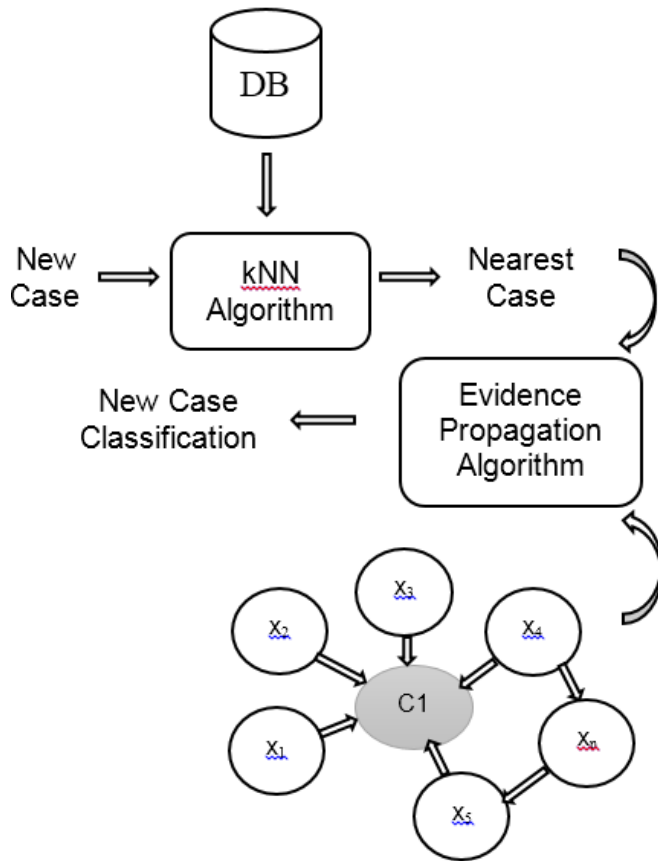 DB
New
Case
kNN
Algorithm
Nearest
Case
New Case
Classification
Evidence
Propagation
Algorithm
X₃
X₂
X₄
C1
X₁
Xₙ
X₅